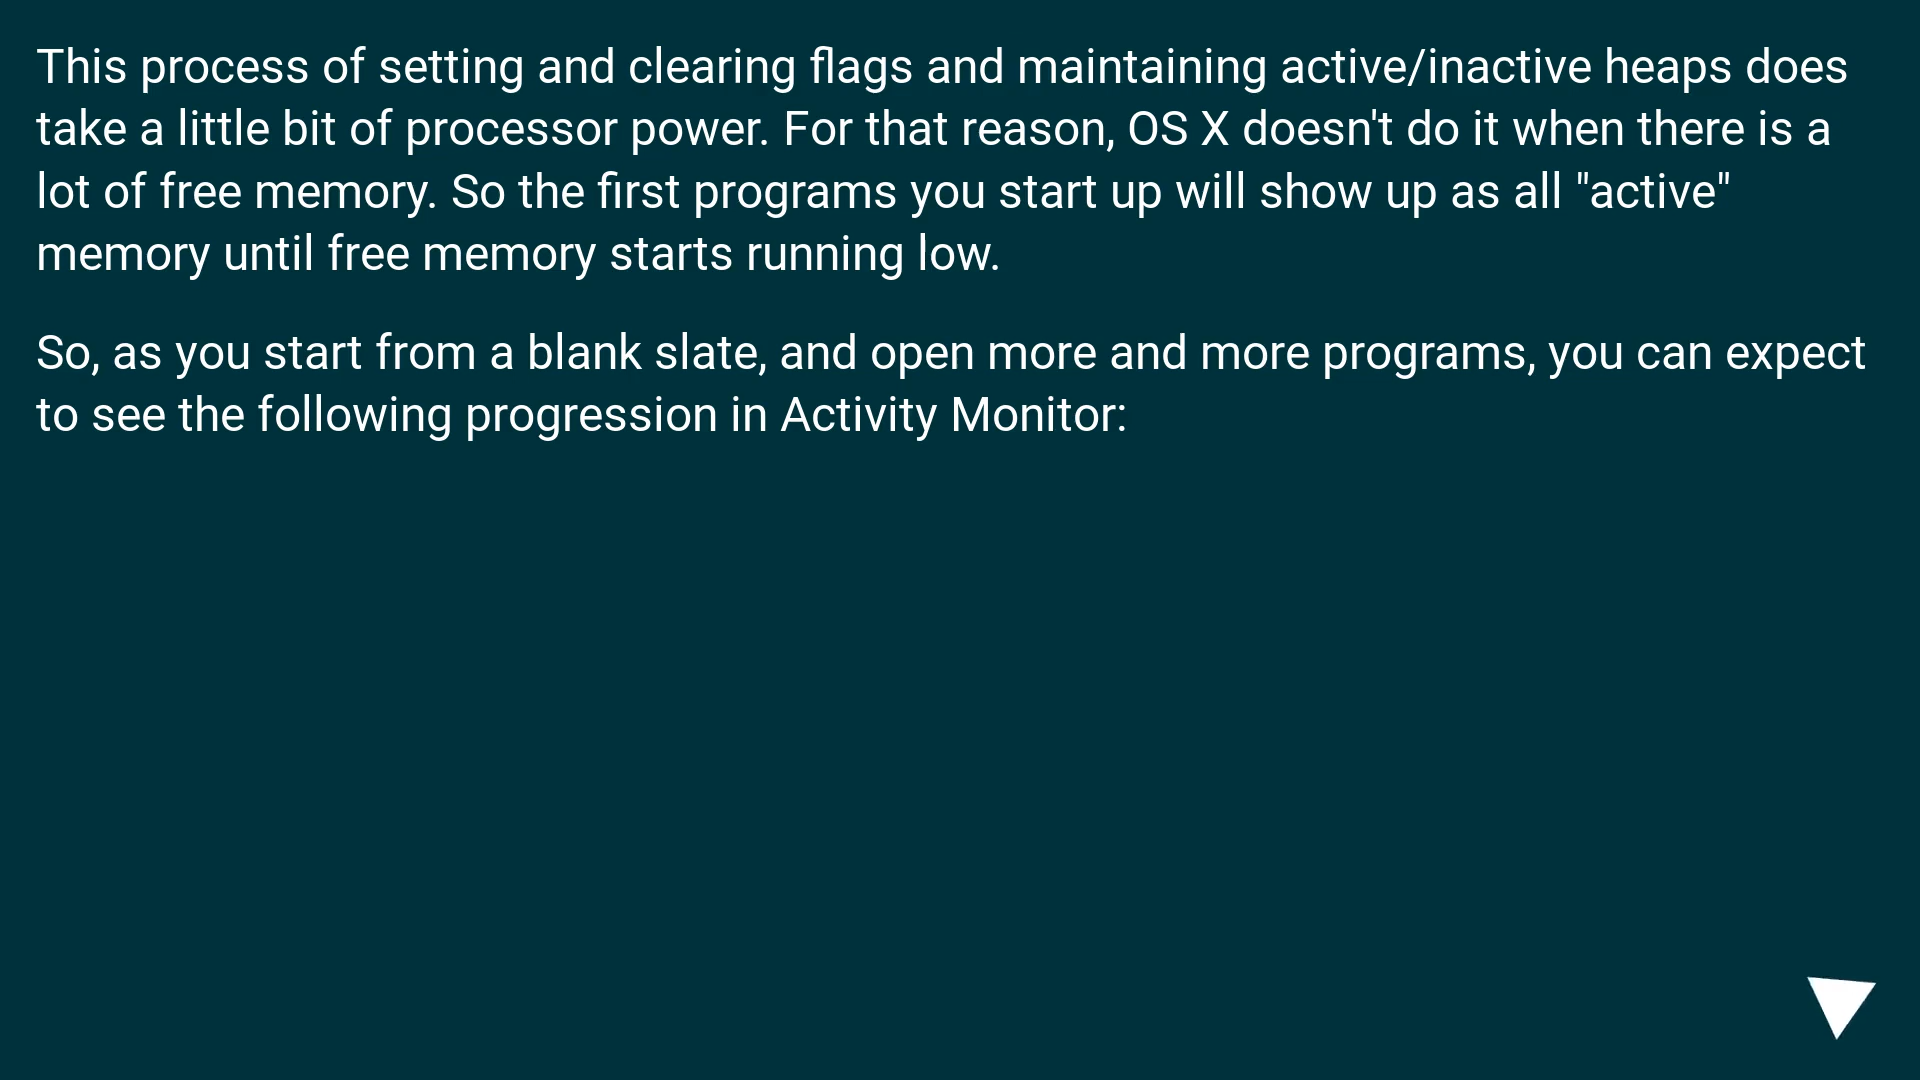 This process of setting and clearing flags and maintaining active/inactive heaps does
take a little bit of processor power. For that reason, OS X doesn't do it when there is a
lot of free memory. So the first programs you start up will show up as all "active"
memory until free memory starts running low.
So, as you start from a blank slate, and open more and more programs, you can expect
to see the following progression in Activity Monitor: